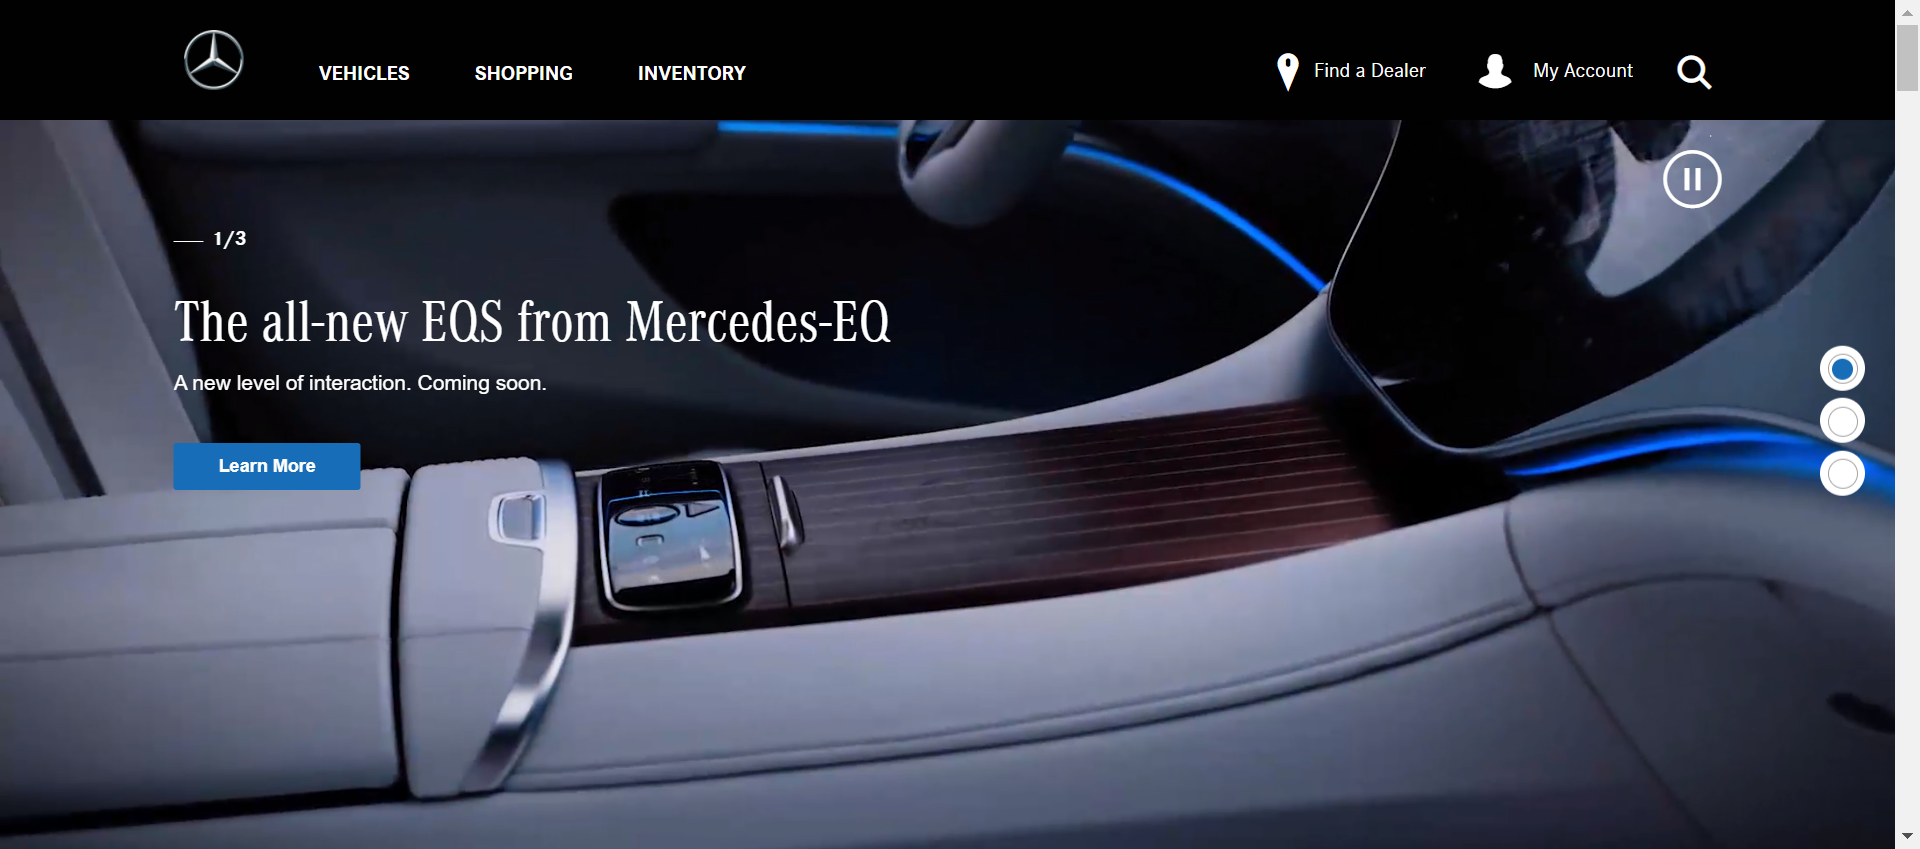 VEHICLES SHOPPING INVENTORY Find a Dealer My Account
1/3
The all-new EQS from Mercedes-EQ
A new level of interaction. Coming soon.
Learn More